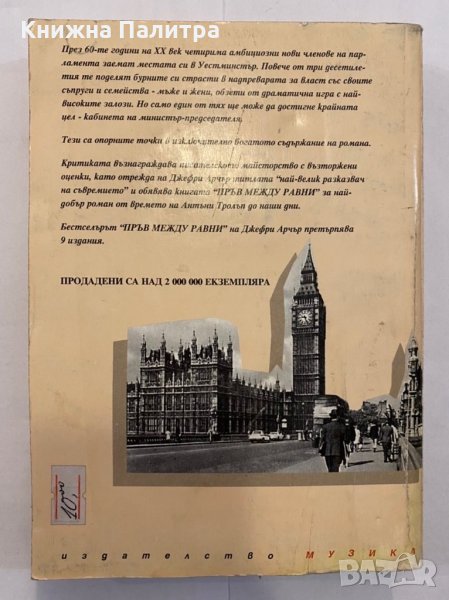 Книжна Палитра
През 60-те години на XX век четирима амбициозни нови членове на пар-
ламента заемат местата си в Уестминстър. Повече от три десетиле-
тия те поделят бурните си страсти в надпреварата за власт със своите
съпруги и семейства - мъже и жени, обзети от драматична игра с най-
високите залози. Но само един от тях ще може да достигне крайната
цел - кабинета на министър-председателя.
Тези са опорните точки в изключително богатото съдържание на романа.
Критиката възнаграждава писателското майсторство с възторжени
оценки, като отрежда на Джефри Арчър титлата “най-велик разказвач
на съвремието” и обявява книгата “ПРЪВ МЕЖДУ РАВНИ” за най-
добър роман от времето на Антъни Тролъп до наши дни.
Бестселърът “ПРЪВ МЕЖДУ РАВНИ” на Джефри Арчър претърпява
9 издания.
ПРОДАДЕНИ СА НАД 2 000 000 ЕКЗЕМПЛЯРА
издателство МУЗИКА
BAZAR.bg